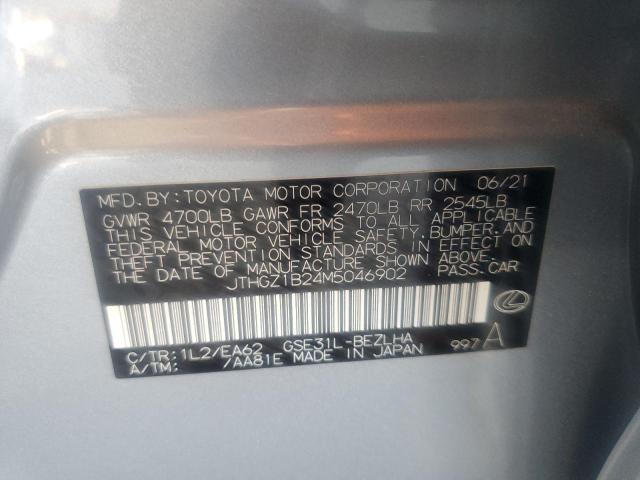 MFD. BY: TOYOTA MOTOR CORPORATION 06/21
GVWR 4700LB GAWR FR 2470LB RR 2545LB
THIS VEHICLE CONFORMS TO ALL APPLICABLE
FEDERAL MOTOR VEHICLE SAFETY, BUMPER, AND
THEFT PREVENTION STANDARDS IN EFFECT ON
THE DATE OF MANUFACTURE SHOWN ABOVE.
JTHGZ1B24M5046902 PASS.CAR
C/TR: 1L2/EA62 GSE31L-BEZLHA
A/TM: /AA81E MADE IN JAPAN 997 A